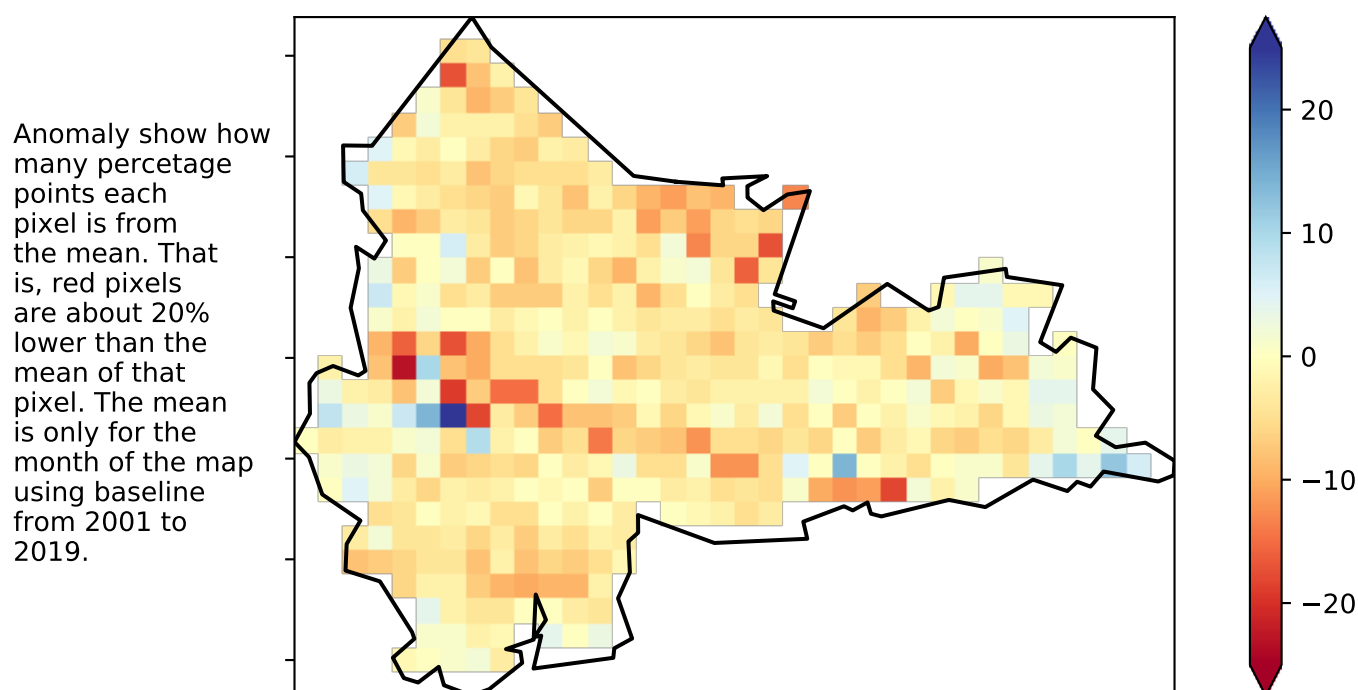 Anomaly show how
many percetage
points each
pixel is from
the mean. That
is, red pixels
are about 20%
lower than the
mean of that
pixel. The mean
is only for the
month of the map
using baseline
from 2001 to
2019.
20
10
0
−10
−20